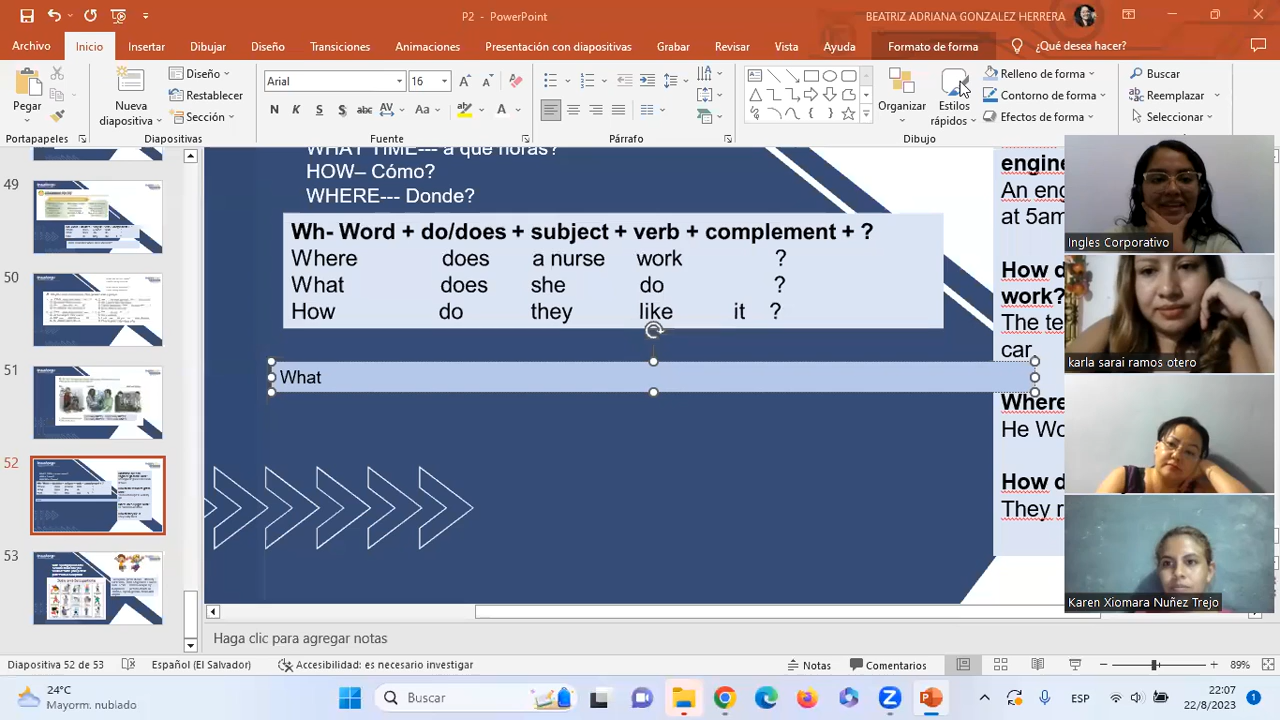 P2 - PowerPoint
BEATRIZ ADRIANA GONZALEZ HERRERA
Archivo Inicio Insertar Dibujar Diseño Transiciones Animaciones Presentación con diapositivas Grabar Revisar Vista Ayuda Formato de forma ¿Qué desea hacer?
Pegar
Nueva diapositiva
Diseño
Restablecer
Sección
Arial 16
N K S S abc AV Aa
Organizar
Estilos rápidos
Relleno de forma
Contorno de forma
Efectos de forma
Buscar
Reemplazar
Seleccionar
Portapapeles Diapositivas Fuente Párrafo Dibujo
49
50
51
52
53
WHAT TIME--- a que horas?
HOW– Cómo?
WHERE--- Donde?
Wh- Word + do/does + subject + verb + complement + ?
Where does a nurse work ?
What does she do ?
How do they like it ?
What
engine
An eng
at 5am
How d
work?
The te
car
Where
He Wo
How d
They r
Ingles Corporativo
karla sarai ramos otero
Karen Xiomara Nuñez Trejo
Haga clic para agregar notas
Diapositiva 52 de 53 Español (El Salvador) Accesibilidad: es necesario investigar Notas Comentarios 89%
24°C
Mayorm. nublado
Buscar
ESP
22:07
22/8/2023